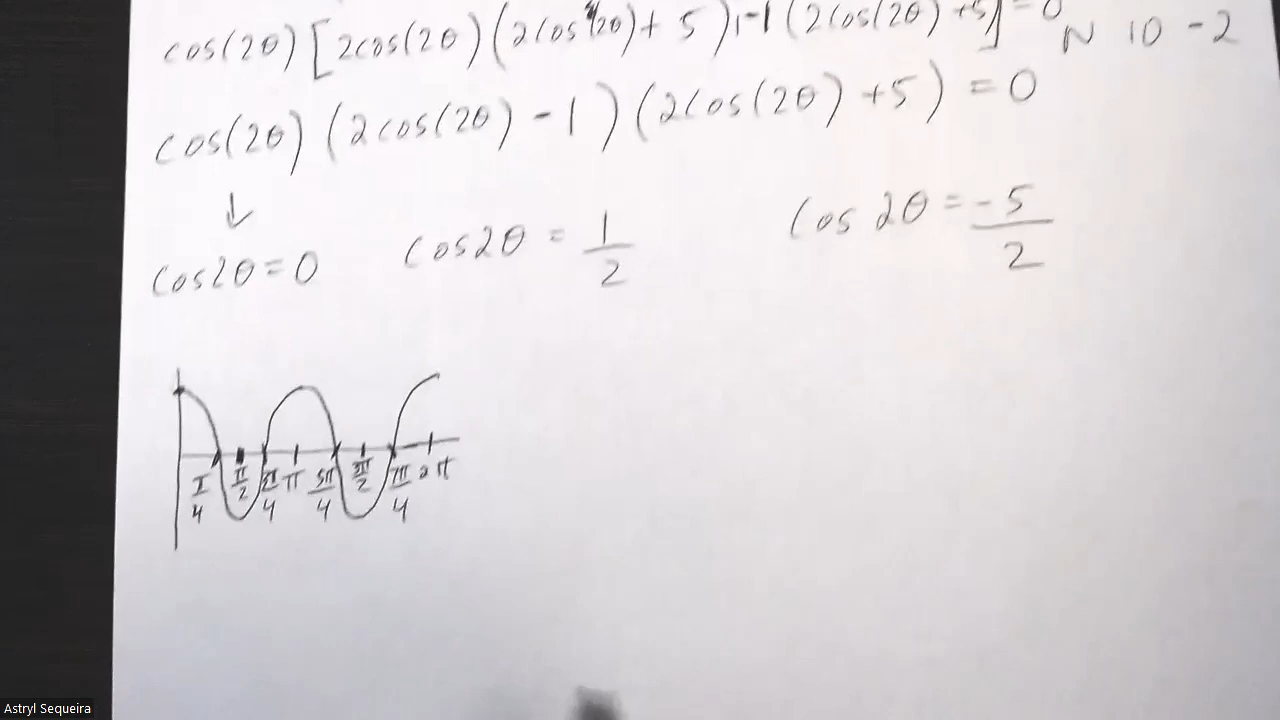 cos(2θ) [2cos(2θ) (2cos(2θ) + 5) -1 (2cos(2θ) +5] = 0
N 10 -2
cos(2θ) (2cos(2θ) - 1) (2cos(2θ) +5) = 0
↓
cos2θ = 0 cos2θ = 1/2 cos 2θ = -5/2
π/4 π/2 3π/4 π 5π/4 3π/2 7π/4 2π
Astryl Sequeira